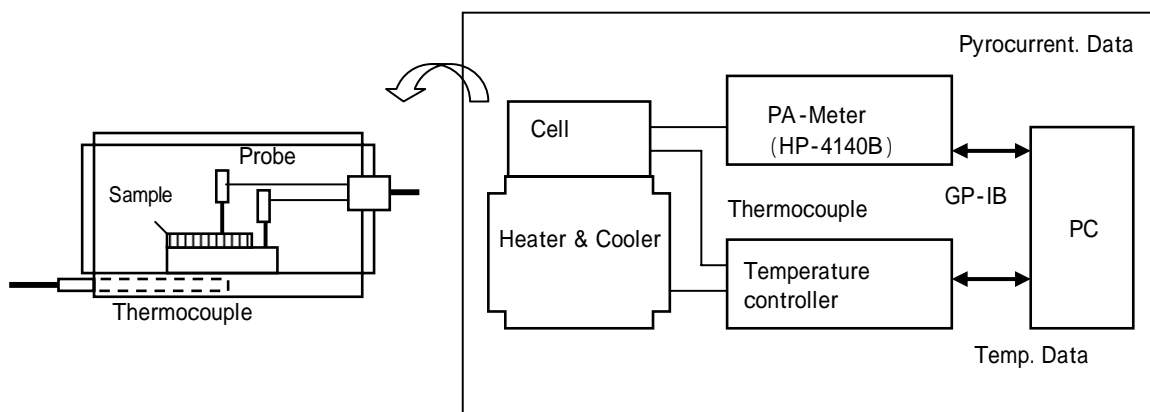 Probe
Sample
Thermocouple
Pyrocurrent. Data
Cell
PA-Meter
(HP-4140B)
GP-IB
PC
Heater & Cooler
Thermocouple
Temperature
controller
Temp. Data